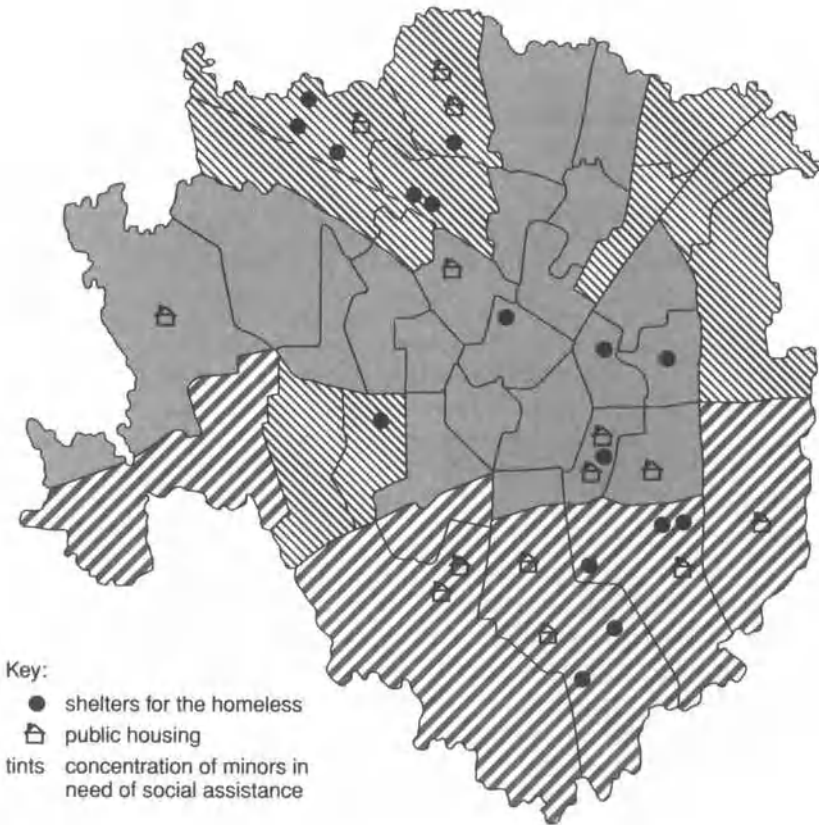 Key:
shelters for the homeless
public housing
tints concentration of minors in
need of social assistance